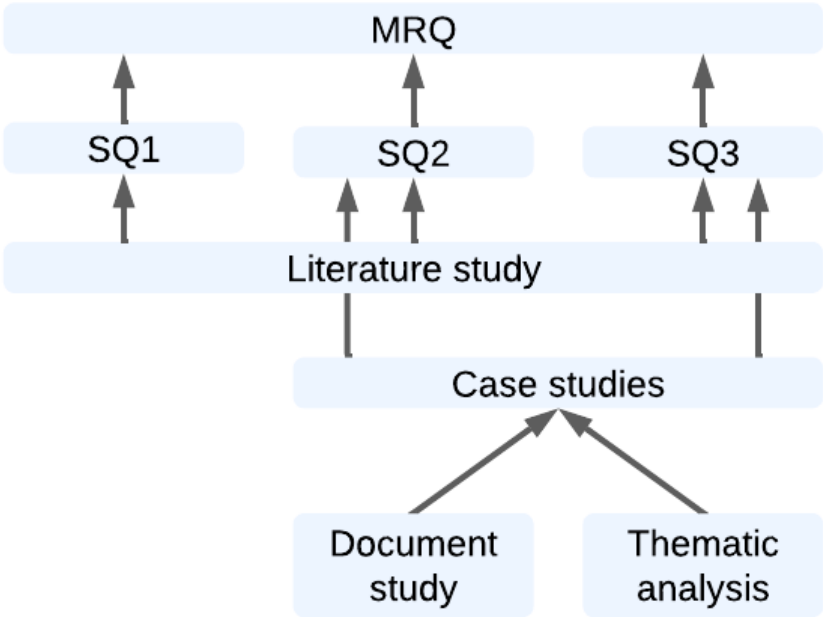 MRQ
SQ1
SQ2
SQ3
Literature study
Case studies
Document
study
Thematic
analysis